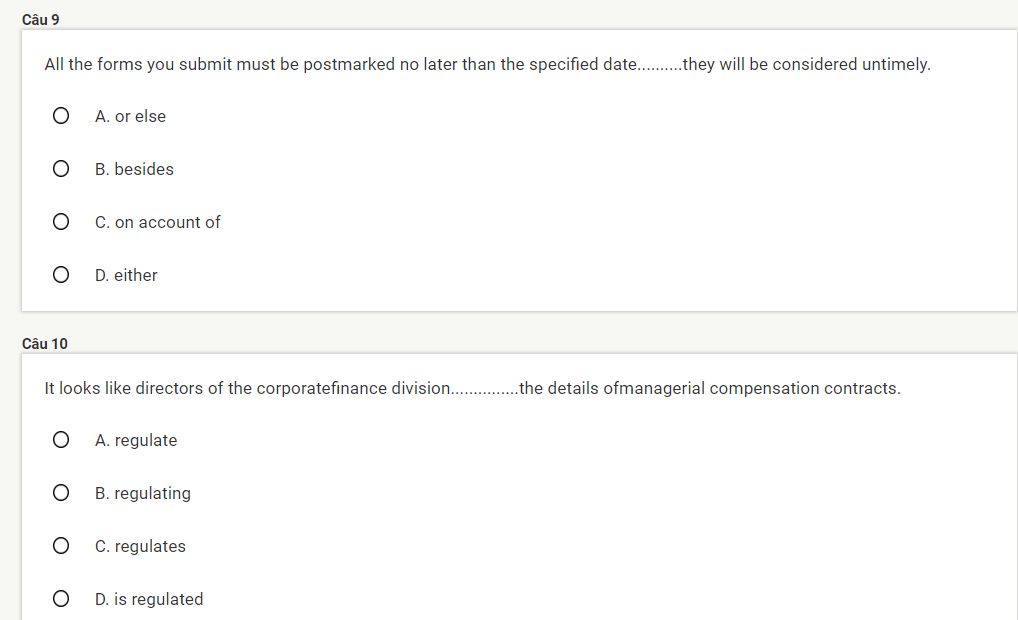 Câu 9
All the forms you submit must be postmarked no later than the specified date..........they will be considered untimely.
A. or else
B. besides
C. on account of
D. either
Câu 10
It looks like directors of the corporatefinance division...............the details ofmanagerial compensation contracts.
A. regulate
B. regulating
C. regulates
D. is regulated